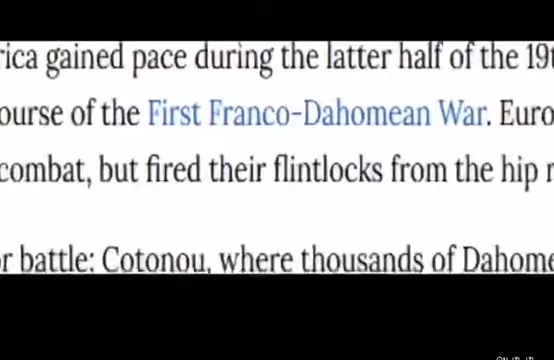 rica gained pace during the latter half of the 19t
ourse of the First Franco-Dahomean War. Euro
combat, but fired their flintlocks from the hip r
r battle: Cotonou, where thousands of Dahome